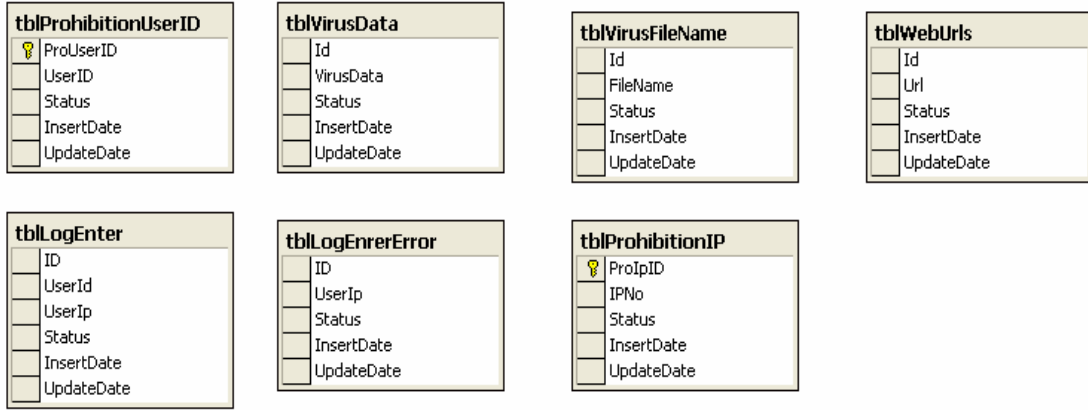 tblProhibitionUserID
ProUserID
UserID
Status
InsertDate
UpdateDate
tblVirusData
Id
VirusData
Status
InsertDate
UpdateDate
tblVirusFileName
Id
FileName
Status
InsertDate
UpdateDate
tblWebUrls
Id
Url
Status
InsertDate
UpdateDate
tblLogEnter
ID
UserId
UserIp
Status
InsertDate
UpdateDate
tblLogEnrerError
ID
UserIp
Status
InsertDate
UpdateDate
tblProhibitionIP
ProIpID
IPNo
Status
InsertDate
UpdateDate